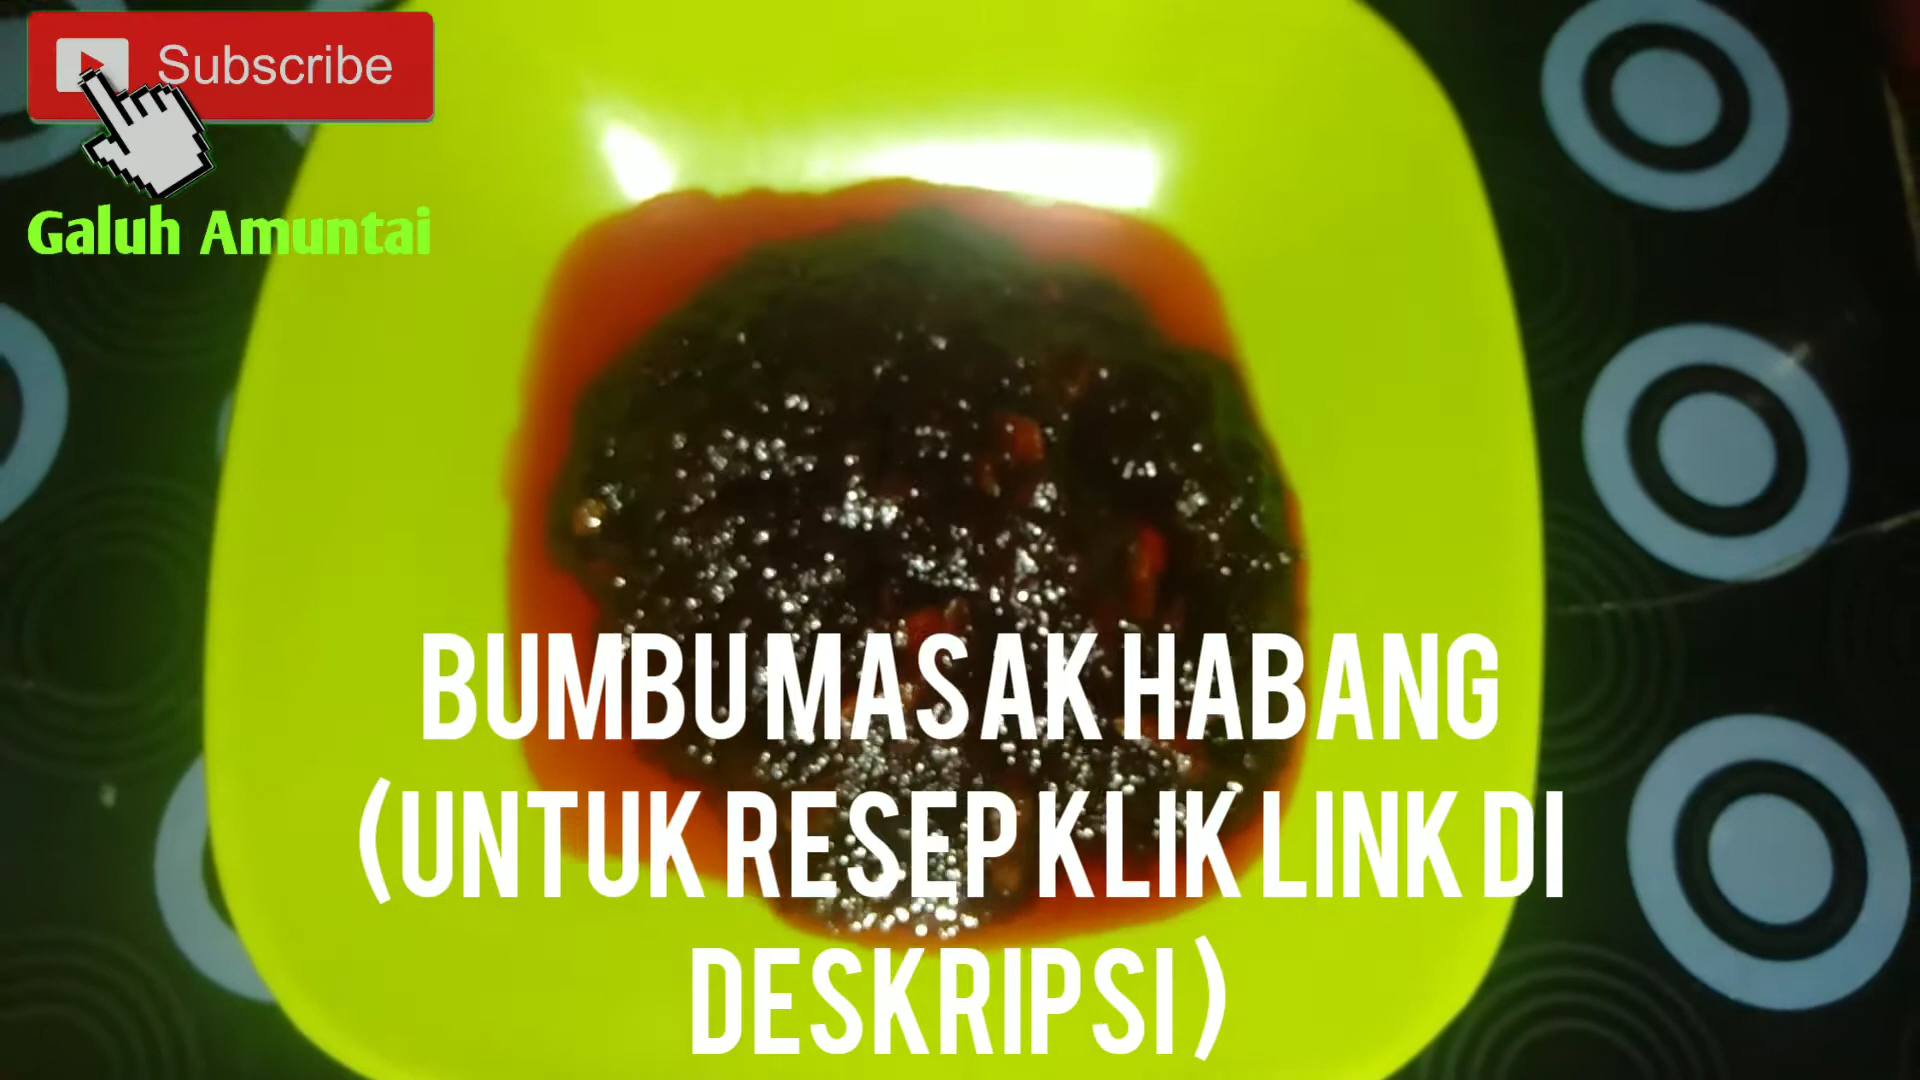 Subscribe
Galuh Amuntai
BUMBU MASAK HABANG
(UNTUK RESEP KLIK LINK DI
DESKRIPSI)